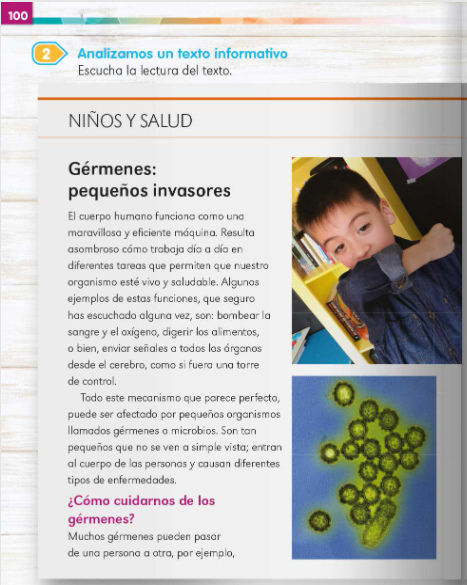 100
2 Analizamos un texto informativo
Escucha la lectura del texto.
NIÑOS Y SALUD
Gérmenes:
pequeños invasores
El cuerpo humano funciona como una
maravillosa y eficiente máquina. Resulta
asombroso cómo trabaja día a día en
diferentes tareas que permiten que nuestro
organismo esté vivo y saludable. Algunos
ejemplos de estas funciones, que seguro
has escuchado alguna vez, son: bombear la
sangre y el oxígeno, digerir los alimentos,
o bien, enviar señales a todos los órganos
desde el cerebro, como si fuera una torre
de control.
Todo este mecanismo que parece perfecto,
puede ser afectado por pequeños organismos
llamados gérmenes o microbios. Son tan
pequeños que no se ven a simple vista; entran
al cuerpo de las personas y causan diferentes
tipos de enfermedades.
¿Cómo cuidarnos de los
gérmenes?
Muchos gérmenes pueden pasar
de una persona a otra, por ejemplo,